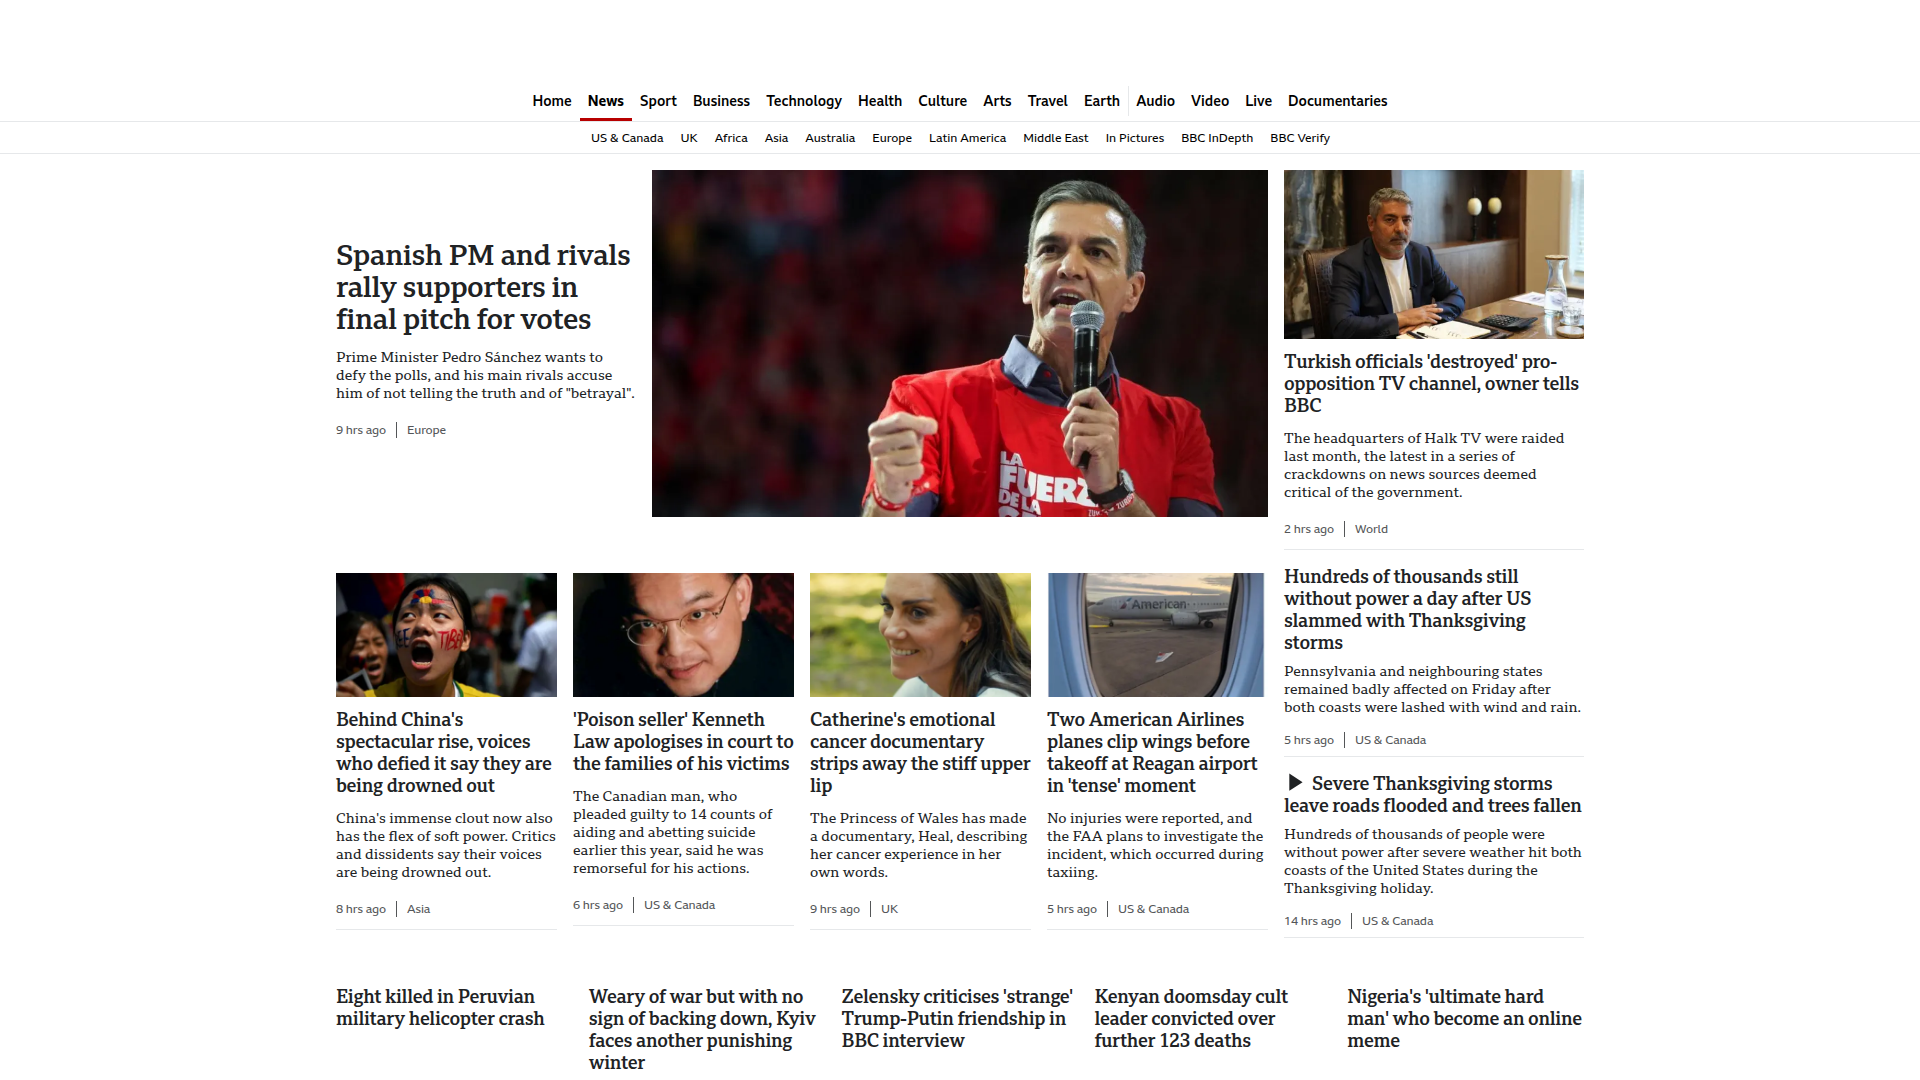 Home News Sport Business Technology Health Culture Arts Travel Earth Audio Video Live Documentaries
US & Canada UK Africa Asia Australia Europe Latin America Middle East In Pictures BBC InDepth BBC Verify
Spanish PM and rivals
rally supporters in
final pitch for votes
Prime Minister Pedro Sánchez wants to
defy the polls, and his main rivals accuse
him of not telling the truth and of "betrayal".
9 hrs ago Europe
LA
FUERZ
DE LA
Turkish officials 'destroyed' pro-
opposition TV channel, owner tells
BBC
The headquarters of Halk TV were raided
last month, the latest in a series of
crackdowns on news sources deemed
critical of the government.
2 hrs ago World
Hundreds of thousands still
without power a day after US
slammed with Thanksgiving
storms
Pennsylvania and neighbouring states
remained badly affected on Friday after
both coasts were lashed with wind and rain.
5 hrs ago US & Canada
Severe Thanksgiving storms
leave roads flooded and trees fallen
Hundreds of thousands of people were
without power after severe weather hit both
coasts of the United States during the
Thanksgiving holiday.
14 hrs ago US & Canada
Behind China's
spectacular rise, voices
who defied it say they are
being drowned out
China's immense clout now also
has the flex of soft power. Critics
and dissidents say their voices
are being drowned out.
8 hrs ago Asia
'Poison seller' Kenneth
Law apologises in court to
the families of his victims
The Canadian man, who
pleaded guilty to 14 counts of
aiding and abetting suicide
earlier this year, said he was
remorseful for his actions.
6 hrs ago US & Canada
Catherine's emotional
cancer documentary
strips away the stiff upper
lip
The Princess of Wales has made
a documentary, Heal, describing
her cancer experience in her
own words.
9 hrs ago UK
American
Two American Airlines
planes clip wings before
takeoff at Reagan airport
in 'tense' moment
No injuries were reported, and
the FAA plans to investigate the
incident, which occurred during
taxiing.
5 hrs ago US & Canada
Eight killed in Peruvian
military helicopter crash
Weary of war but with no
sign of backing down, Kyiv
faces another punishing
winter
Zelensky criticises 'strange'
Trump-Putin friendship in
BBC interview
Kenyan doomsday cult
leader convicted over
further 123 deaths
Nigeria's 'ultimate hard
man' who become an online
meme